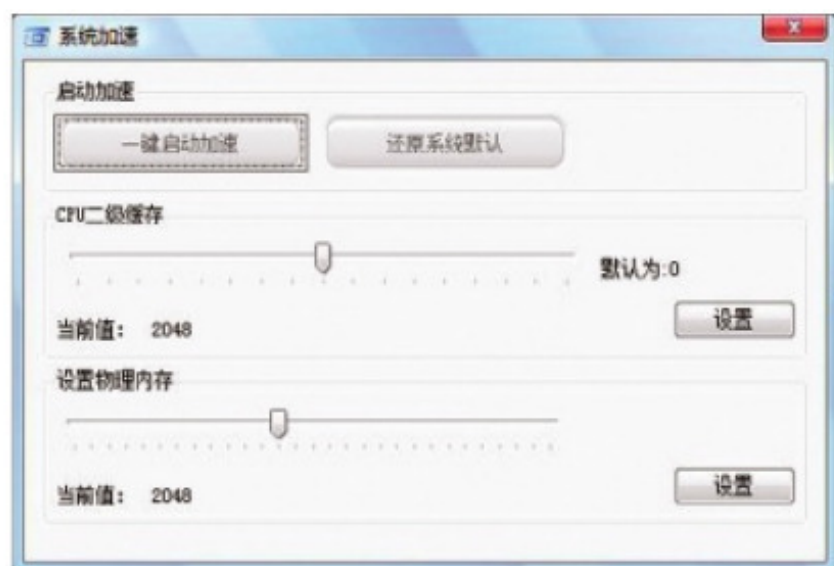 系统加速
启动加速
一键启动加速 还原系统默认
CPU二级缓存
默认为:0
当前值: 2048 设置
设置物理内存
当前值: 2048 设置